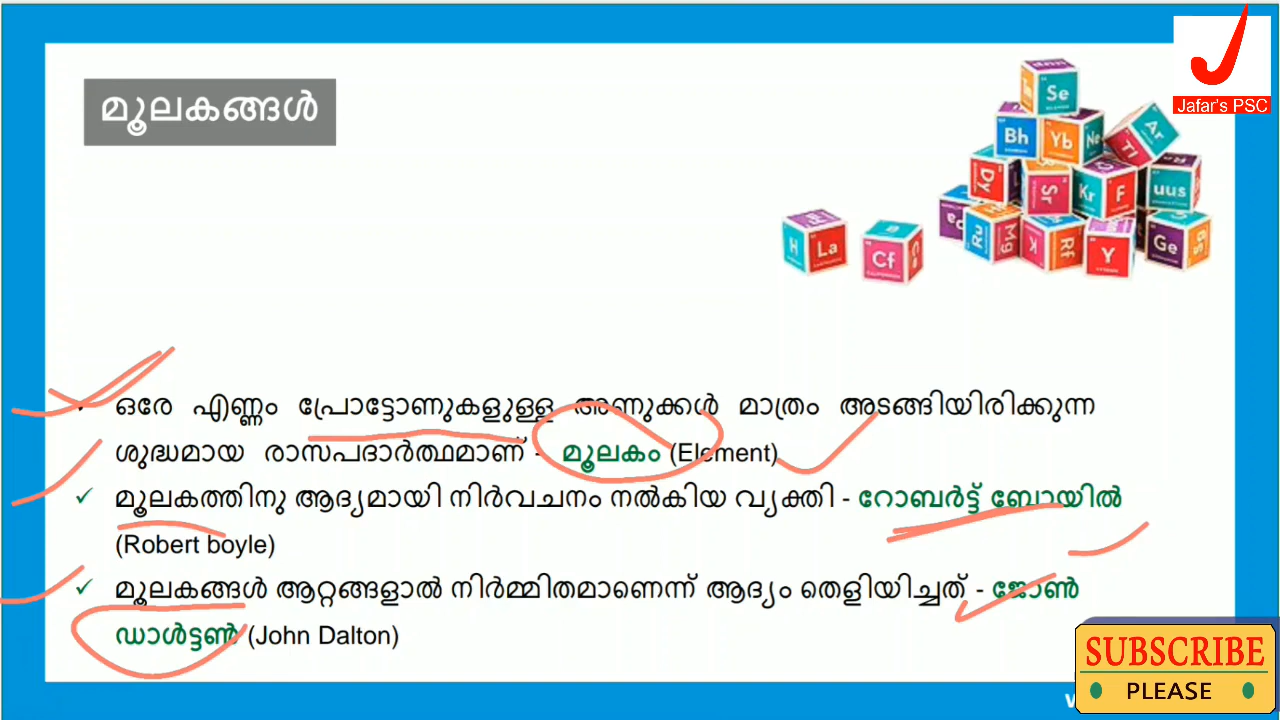 മൂലകങ്ങൾ
Jafar's PSC
Se
Bh Yb Ne Ar Tl
Dy Sr Kr F uus
Ru Mg K Rf Y Ge
H La Cf
ഒരേ എണ്ണം പ്രോട്ടോണുകളുള്ള അണുക്കൾ മാത്രം അടങ്ങിയിരിക്കുന്ന
ശുദ്ധമായ രാസപദാർത്ഥമാണ് - മൂലകം (Element)
✓ മൂലകത്തിനു ആദ്യമായി നിർവചനം നൽകിയ വ്യക്തി - റോബർട്ട് ബോയിൽ
(Robert boyle)
✓ മൂലകങ്ങൾ ആറ്റങ്ങളാൽ നിർമ്മിതമാണെന്ന് ആദ്യം തെളിയിച്ചത് - ജോൺ
ഡാൾട്ടൺ (John Dalton)
SUBSCRIBE
PLEASE